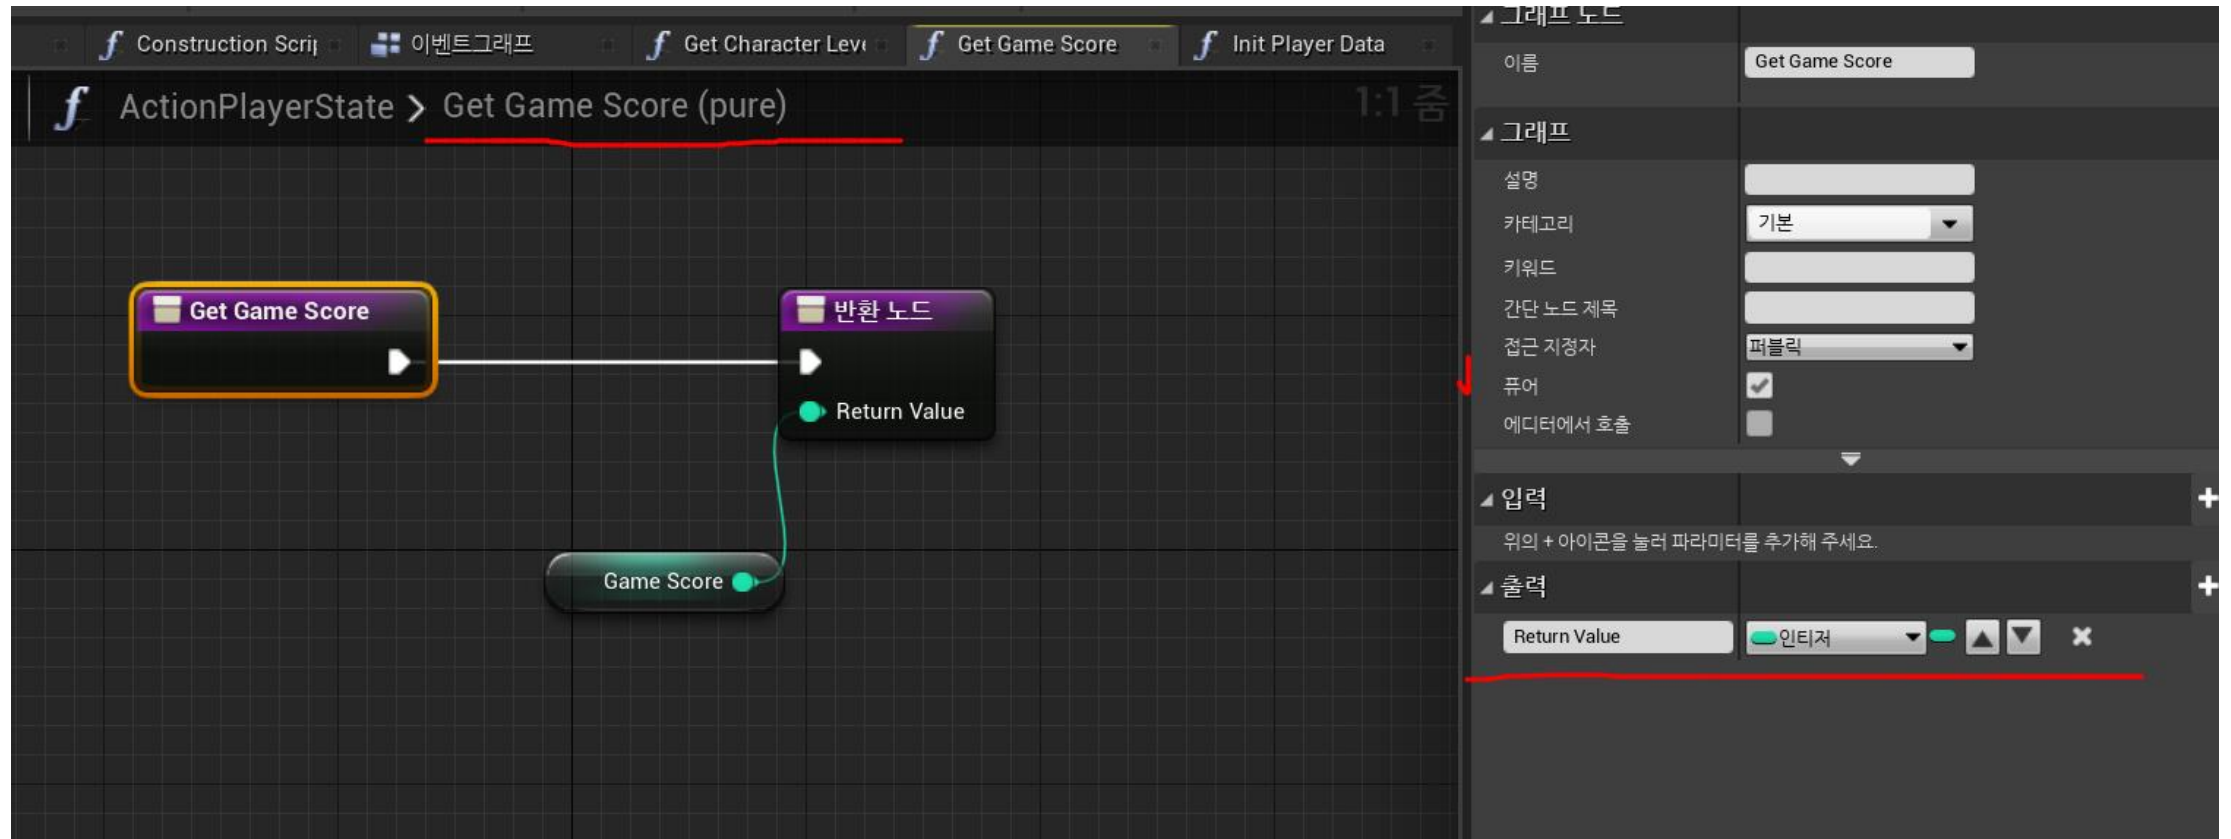 Construction Scrip
이벤트그래프
Get Character Leve
Get Game Score
Init Player Data
ActionPlayerState > Get Game Score (pure)
1:1 줌
Get Game Score
반환 노드
Return Value
Game Score
그래프 노드
이름
Get Game Score
그래프
설명
카테고리
기본
키워드
간단 노드 제목
접근 지정자
퍼블릭
퓨어
에디터에서 호출
입력
위의 + 아이콘을 눌러 파라미터를 추가해 주세요.
출력
Return Value
인티저